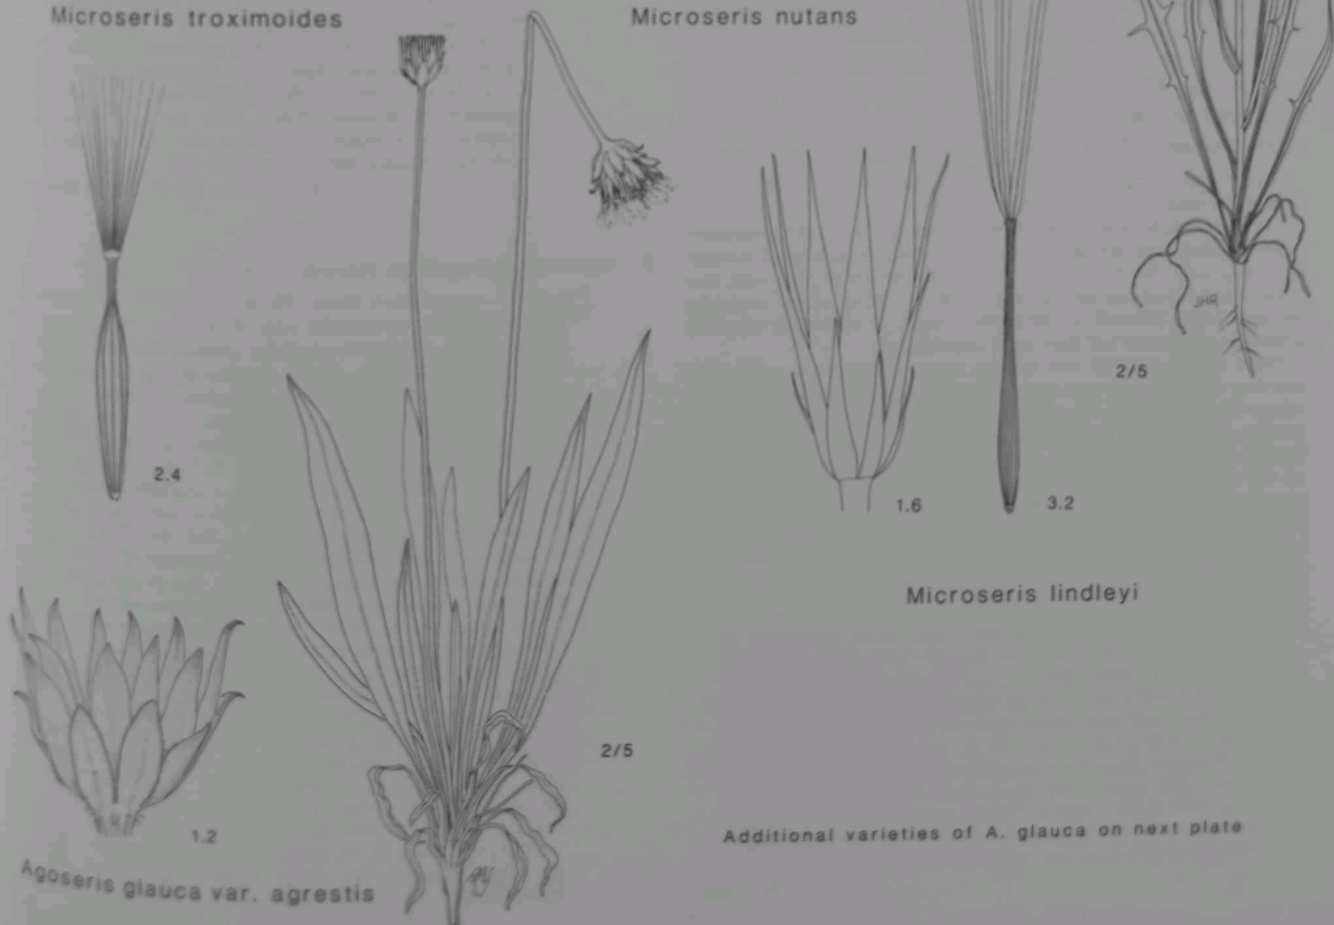 Microseris troximoides
Microseris nutans
JHR
2/5
2.4
1.6
3.2
Microseris lindleyi
2/5
1.2
Additional varieties of A. glauca on next plate
Agoseris glauca var. agrestis